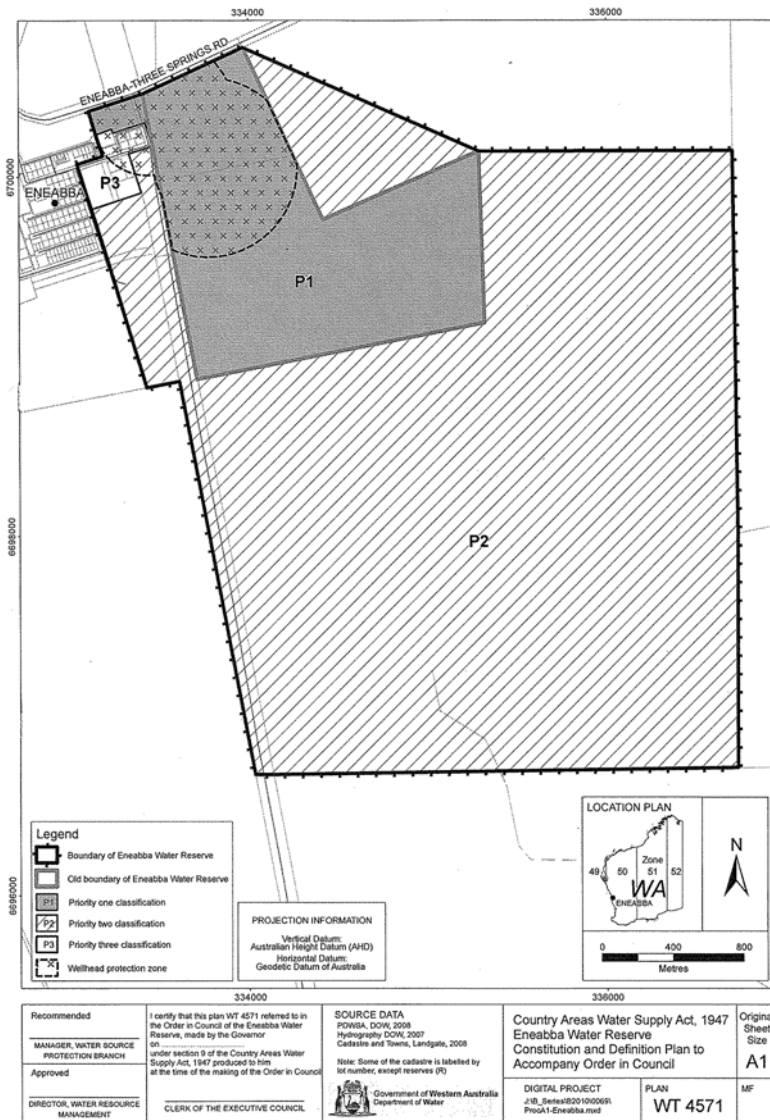 334000
336000
ENEABBA-THREE SPRINGS RD
6700000
ENEABBA
P3
P1
6698000
P2
6696000
Legend
Boundary of Eneabba Water Reserve
Old boundary of Eneabba Water Reserve
P1 Priority one classification
P2 Priority two classification
P3 Priority three classification
Wellhead protection zone
PROJECTION INFORMATION
Vertical Datum:
Australian Height Datum (AHD)
Horizontal Datum:
Geodetic Datum of Australia
LOCATION PLAN
Zone
49 50 51 52
WA
ENEABBA
N
0 400 800
Metres
334000
336000
Recommended
MANAGER, WATER SOURCE
PROTECTION BRANCH
Approved
DIRECTOR, WATER RESOURCE
MANAGEMENT
I certify that this plan WT 4571 referred to in
the Order in Council of the Eneabba Water
Reserve, made by the Governor
on ........................
under section 9 of the Country Areas Water
Supply Act, 1947 produced to him
at the time of the making of the Order in Council
CLERK OF THE EXECUTIVE COUNCIL
SOURCE DATA
PDWSA, DOW, 2008
Hydrography DOW, 2007
Cadastre and Towns, Landgate, 2008
Note: Some of the cadastre is labelled by
lot number, except reserves (R)
Government of Western Australia
Department of Water
Country Areas Water Supply Act, 1947
Eneabba Water Reserve
Constitution and Definition Plan to
Accompany Order in Council
Original
Sheet
Size
A1
DIGITAL PROJECT
PLAN
WT 4571
MF